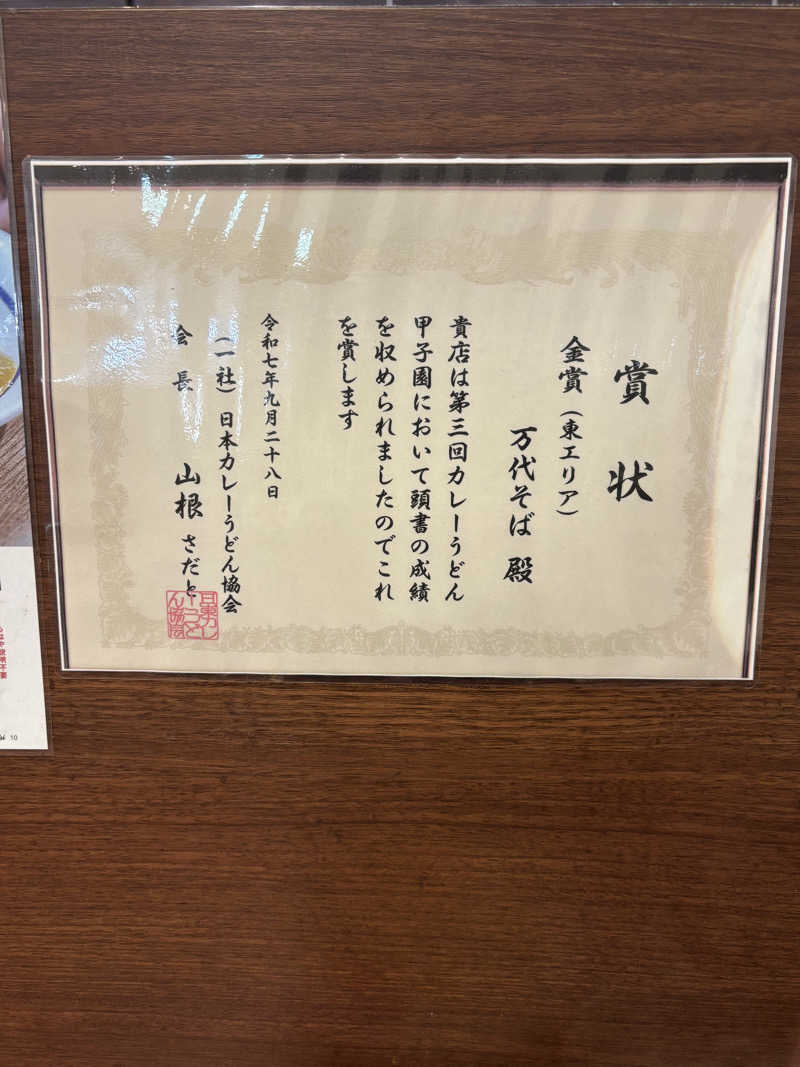 賞状
金賞（東エリア）
万代そば 殿
貴店は第三回カレーうどん
甲子園において頭書の成績
を収められましたのでこれ
を賞します
令和七年九月二十八日
（一社）日本カレーうどん協会
会長 山根 さだと
10